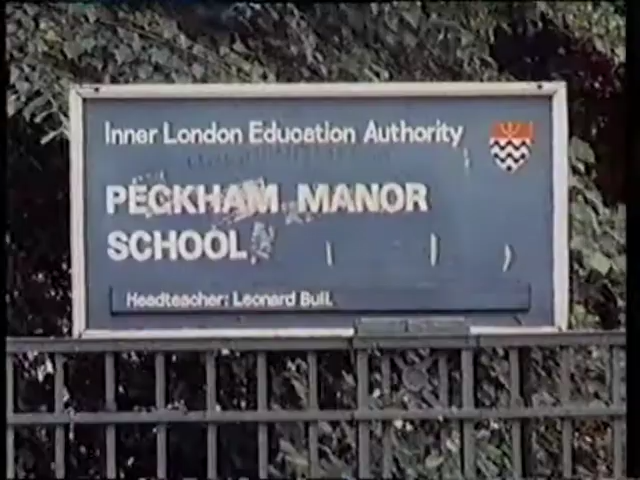 Inner London Education Authority
PECKHAM MANOR
SCHOOL
Headteacher: Leonard Bull.